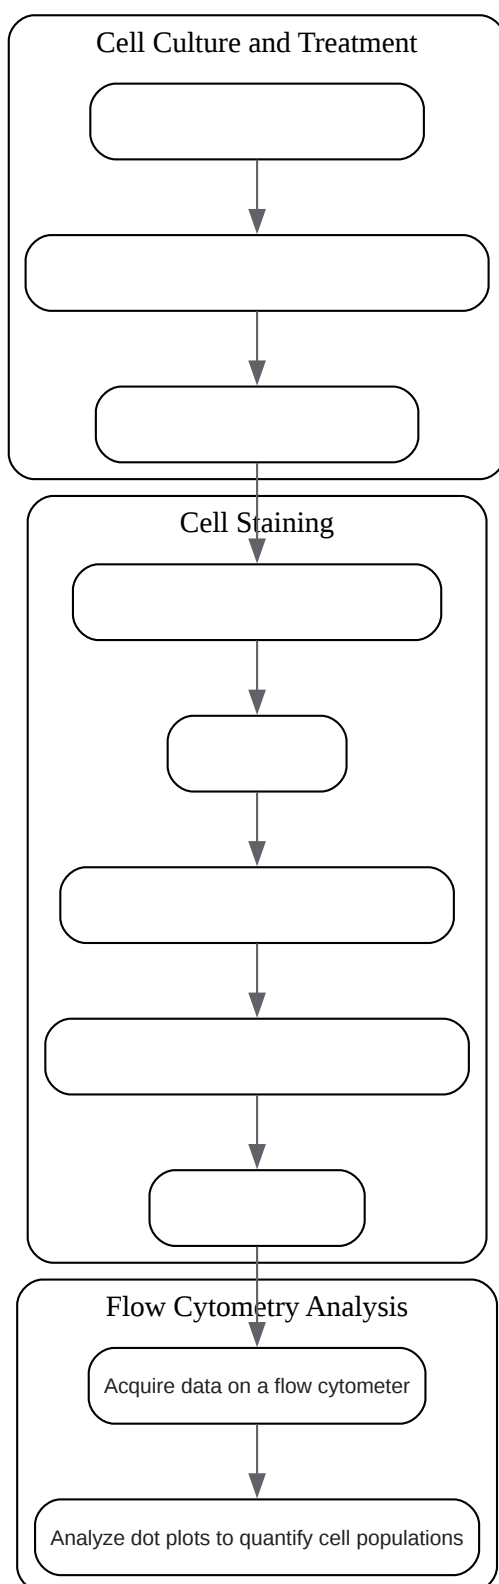 Cell Culture and Treatment
Cell Staining
Flow Cytometry Analysis
Acquire data on a flow cytometer
Analyze dot plots to quantify cell populations